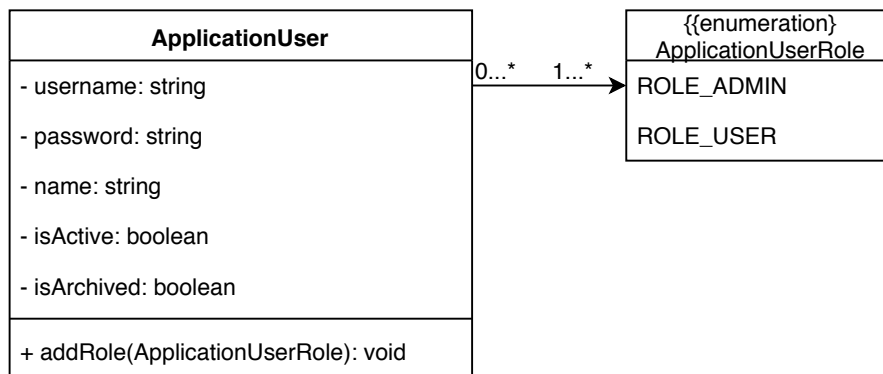 ApplicationUser
- username: string
- password: string
- name: string
- isActive: boolean
- isArchived: boolean
+ addRole(ApplicationUserRole): void
0...*
1...*
{{enumeration}
ApplicationUserRole
ROLE_ADMIN
ROLE_USER